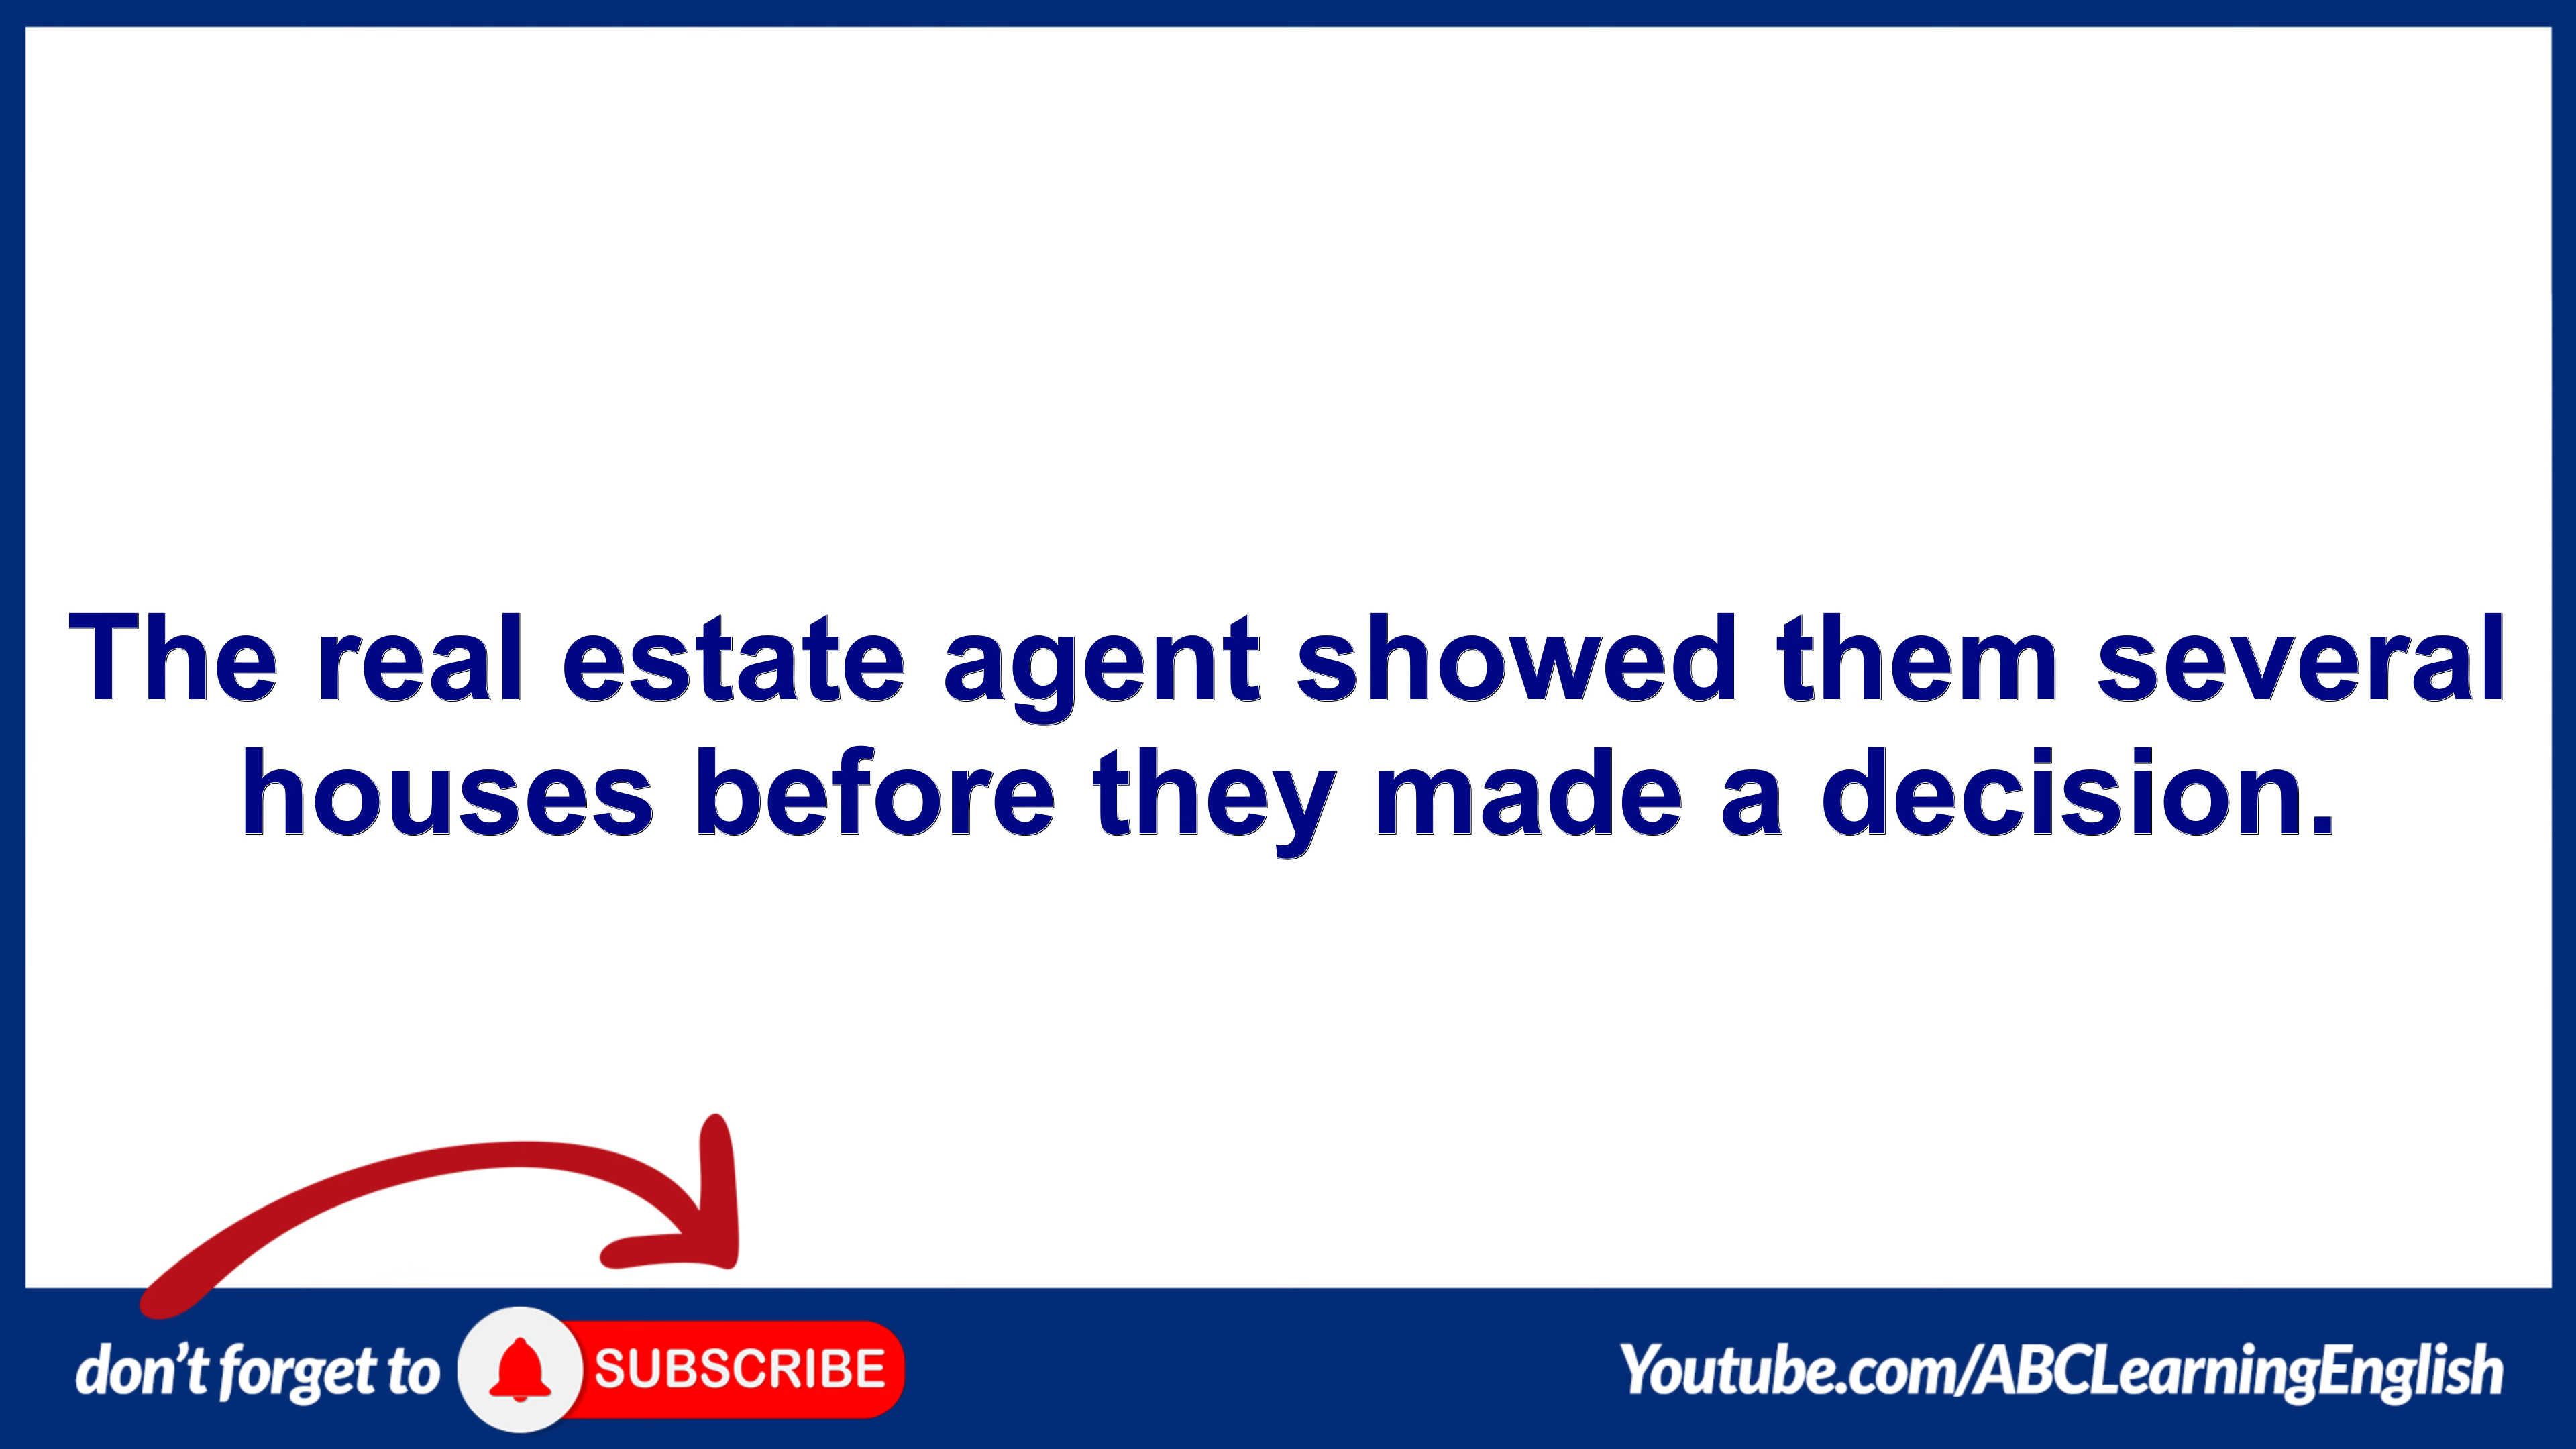 The real estate agent showed them several
houses before they made a decision.
don't forget to SUBSCRIBE
Youtube.com/ABCLearningEnglish